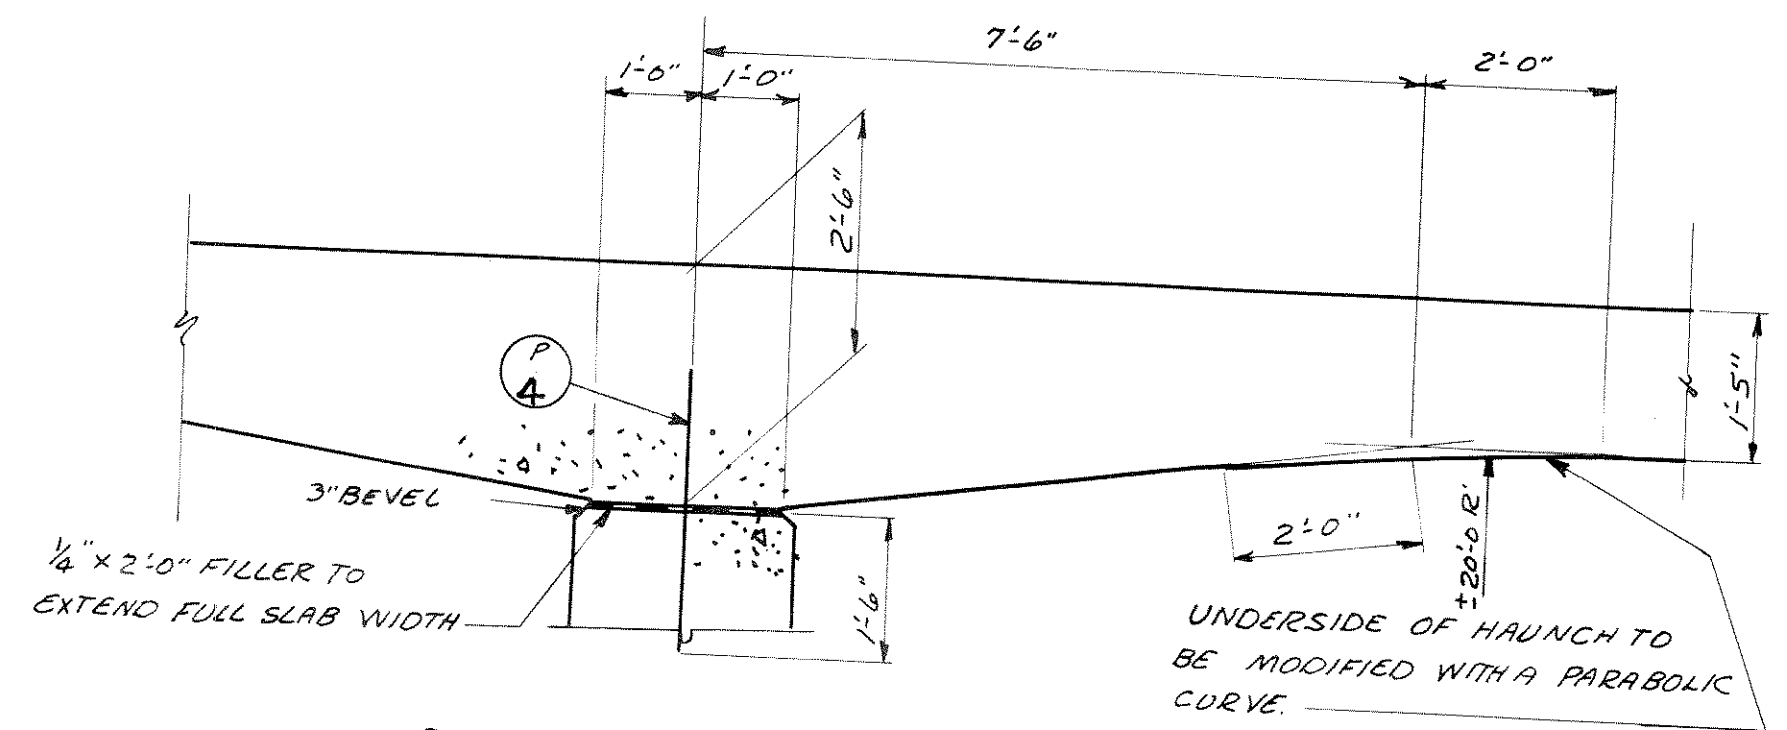 7'-6"
2'-0"
1'-0"
1'-0"
2'-6"
P
4
1'-5"
3" BEVEL
1/4" x 2'-0" FILLER TO
EXTEND FULL SLAB WIDTH
1'-6"
2'-0"
±20'-0 R'
UNDERSIDE OF HAUNCH TO
BE MODIFIED WITH A PARABOLIC
CURVE.